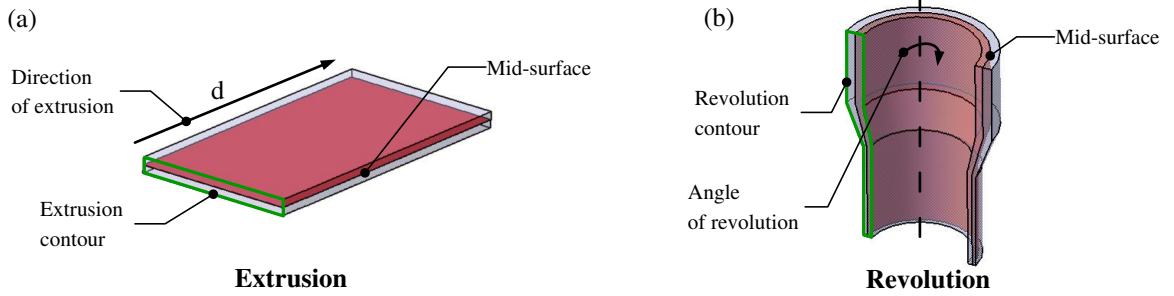 (a)
Direction
of extrusion
d
Mid-surface
Extrusion
contour
Extrusion
(b)
Mid-surface
Revolution
contour
Angle
of revolution
Revolution